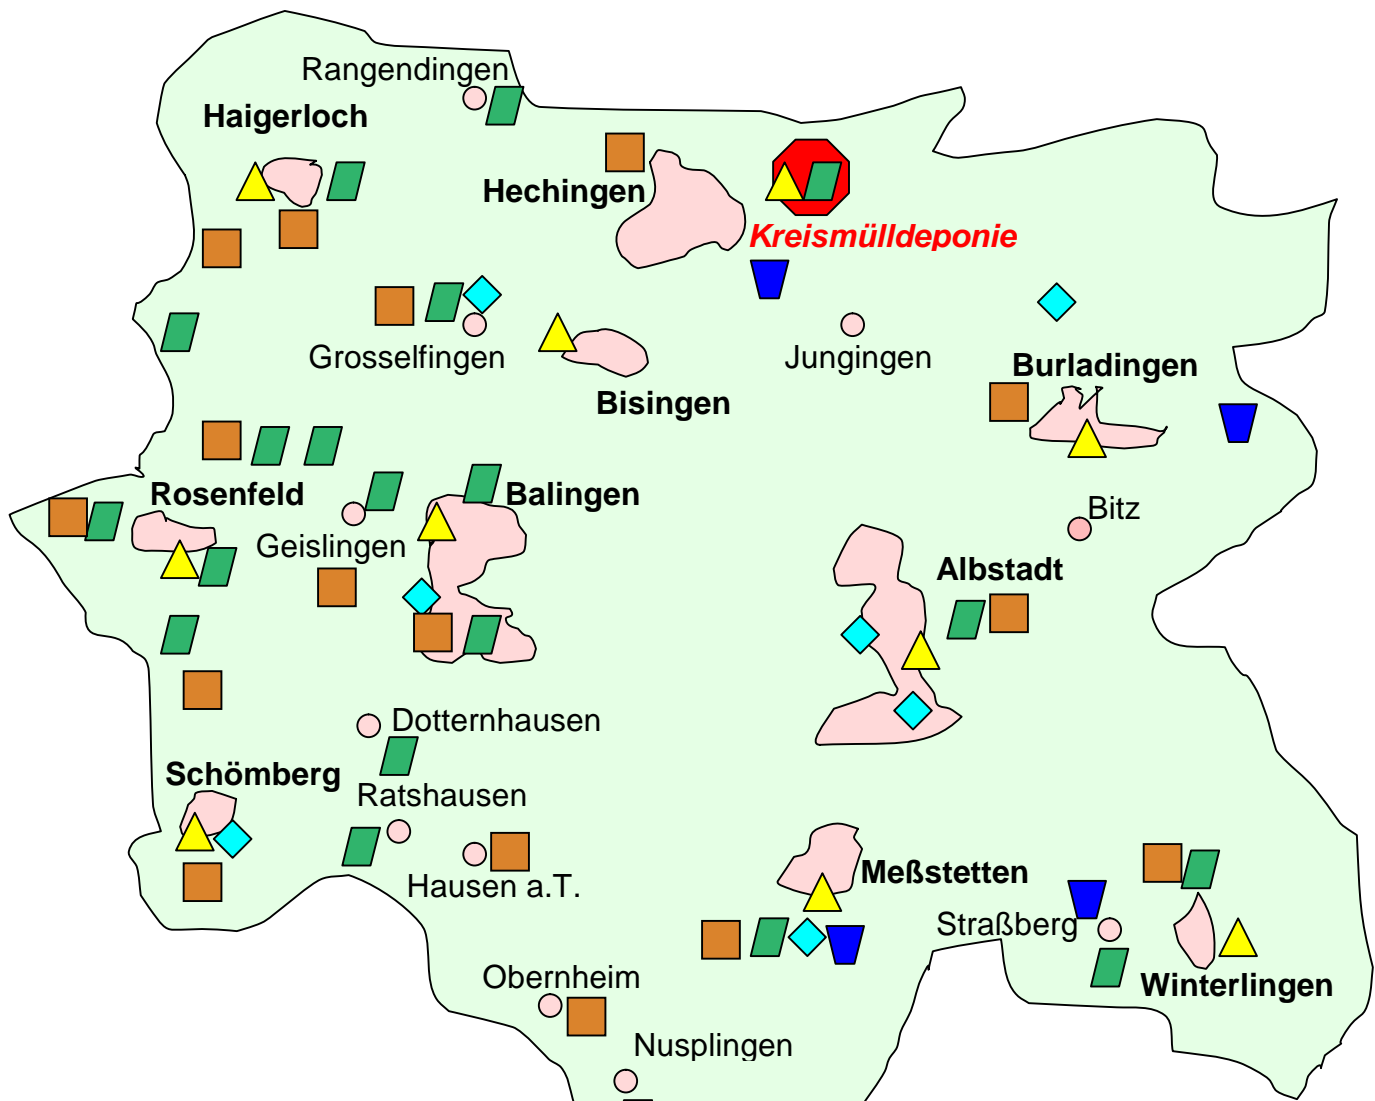 Rangendingen
Haigerloch
Hechingen
Kreismülldeponie
Grosselfingen
Jungingen
Burladingen
Bisingen
Rosenfeld
Balingen
Bitz
Geislingen
Albstadt
Dotternhausen
Schömberg
Ratshausen
Meßstetten
Hausen a.T.
Straßberg
Obernheim
Winterlingen
Nusplingen